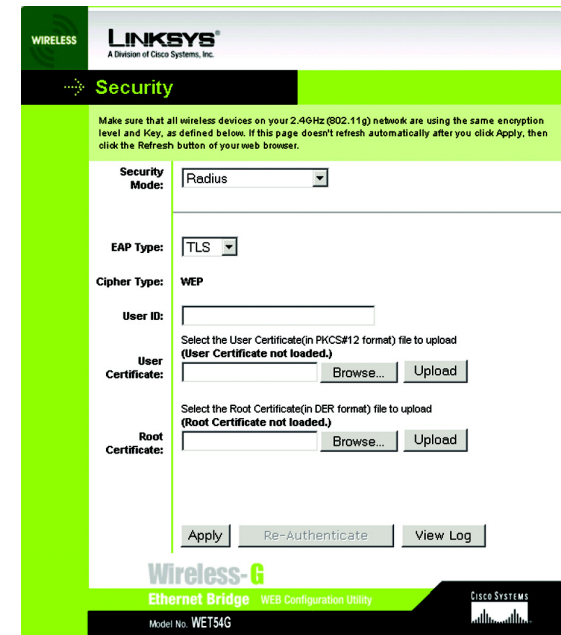 WIRELESS
LINKSYS®
A Division of Cisco Systems, Inc.
Security
Make sure that all wireless devices on your 2.4GHz (802.11g) network are using the same encryption
level and Key, as defined below. If this page doesn't refresh automatically after you click Apply, then
click the Refresh button of your web browser.
Security
Mode:
Radius
EAP Type:
TLS
Cipher Type:
WEP
User ID:
Select the User Certificate(in PKCS#12 format) file to upload
(User Certificate not loaded.)
User
Certificate:
Browse... Upload
Select the Root Certificate(in DER format) file to upload
(Root Certificate not loaded.)
Root
Certificate:
Browse... Upload
Apply Re-Authenticate View Log
Wireless-G
Ethernet Bridge WEB Configuration Utility
CISCO SYSTEMS
Model No. WET54G